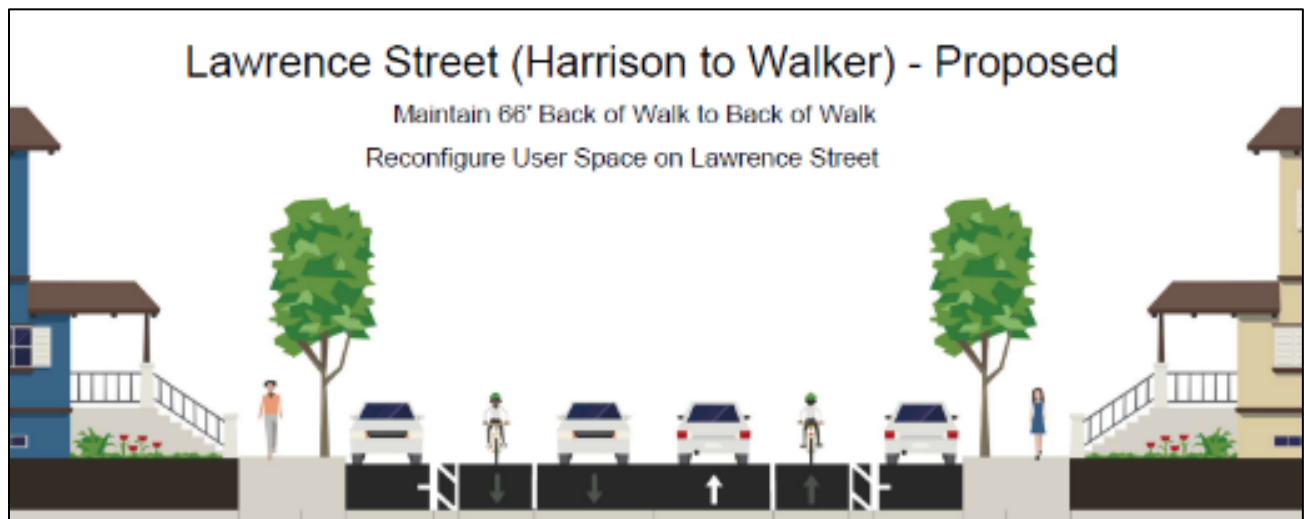 Lawrence Street (Harrison to Walker) - Proposed
Maintain 66' Back of Walk to Back of Walk
Reconfigure User Space on Lawrence Street